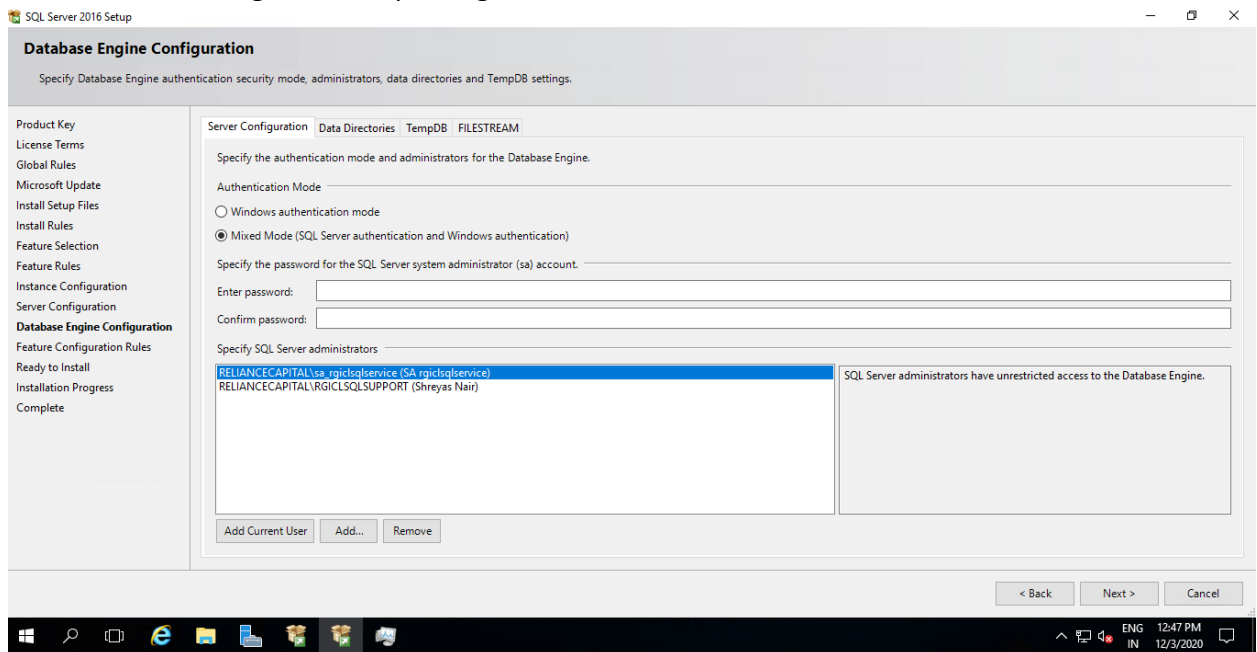 SQL Server 2016 Setup
Database Engine Configuration
Specify Database Engine authentication security mode, administrators, data directories and TempDB settings.
Product Key
License Terms
Global Rules
Microsoft Update
Install Setup Files
Install Rules
Feature Selection
Feature Rules
Instance Configuration
Server Configuration
Database Engine Configuration
Feature Configuration Rules
Ready to Install
Installation Progress
Complete
Server Configuration Data Directories TempDB FILESTREAM
Specify the authentication mode and administrators for the Database Engine.
Authentication Mode
Windows authentication mode
Mixed Mode (SQL Server authentication and Windows authentication)
Specify the password for the SQL Server system administrator (sa) account.
Enter password:
Confirm password:
Specify SQL Server administrators
RELIANCECAPITAL\sa_rgiclsqlservice (SA rgiclsqlservice)
RELIANCECAPITAL\RGICLSQLSUPPORT (Shreyas Nair)
SQL Server administrators have unrestricted access to the Database Engine.
Add Current User Add... Remove
< Back Next > Cancel
ENG 12:47 PM
IN 12/3/2020